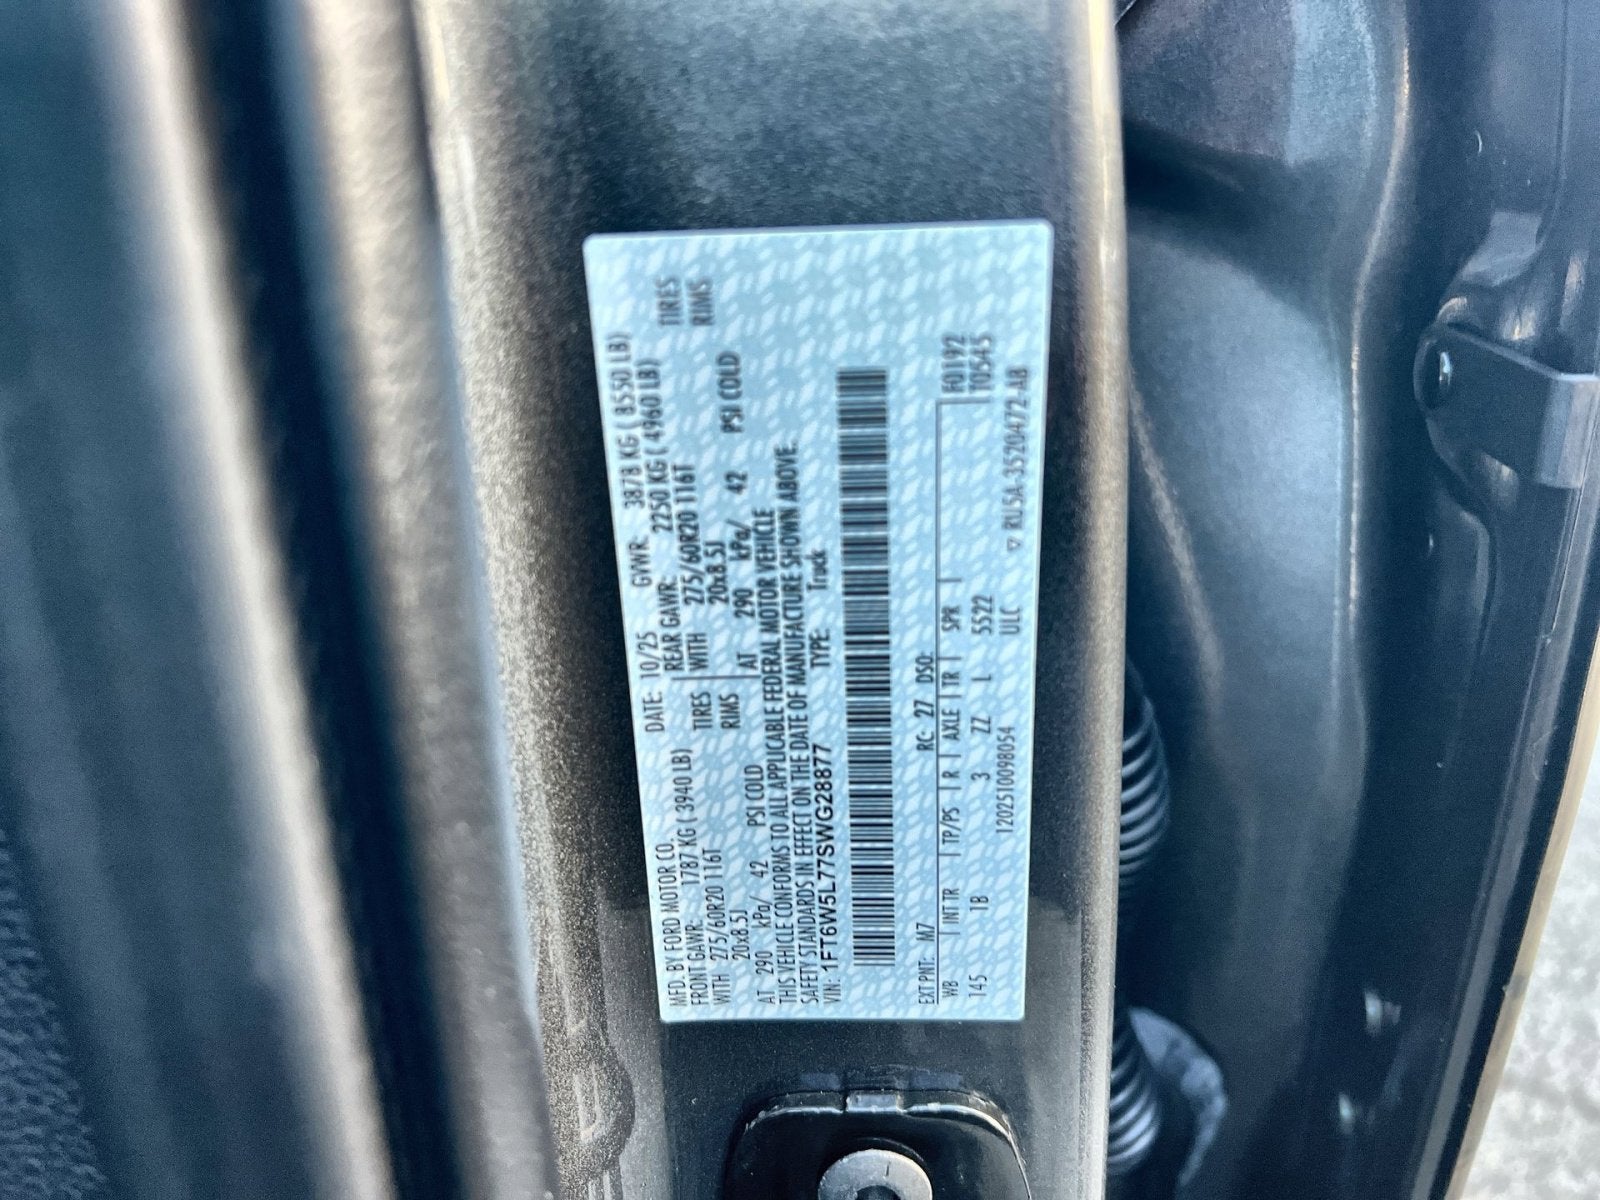 MFD. BY FORD MOTOR CO.
DATE: 10/25 GVWR: 3878 KG ( 8550 LB)
FRONT GAWR: 1787 KG ( 3940 LB) REAR GAWR: 2250 KG ( 4960 LB)
WITH 275/60R20 116T TIRES WITH 275/60R20 116T TIRES
20x8.5J RIMS 20x8.5J RIMS
AT 290 kPa/ 42 PSI COLD AT 290 kPa/ 42 PSI COLD
THIS VEHICLE CONFORMS TO ALL APPLICABLE FEDERAL MOTOR VEHICLE
SAFETY STANDARDS IN EFFECT ON THE DATE OF MANUFACTURE SHOWN ABOVE.
VIN: 1FT6W5L77SWG28877 TYPE: Truck
EXT PNT: M7 RC: 27 DSO: F0192
WB INT TR TP/PS R AXLE TR SPR T0545
145 1B 3 ZZ L 5522
120251009805​4 ULC ▽ RU5A-3520472-AB